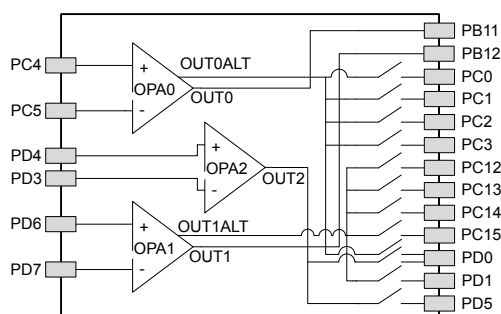 PB11
PB12
PC4
+
OUT0ALT
PC0
OPA0
PC5
-
OUT0
PC1
PC2
PD4
+
PC3
PD3
-
OPA2
OUT2
PC12
PC13
PD6
+
PC14
OUT1ALT
PC15
OPA1
OUT1
PD0
PD7
-
PD1
PD5